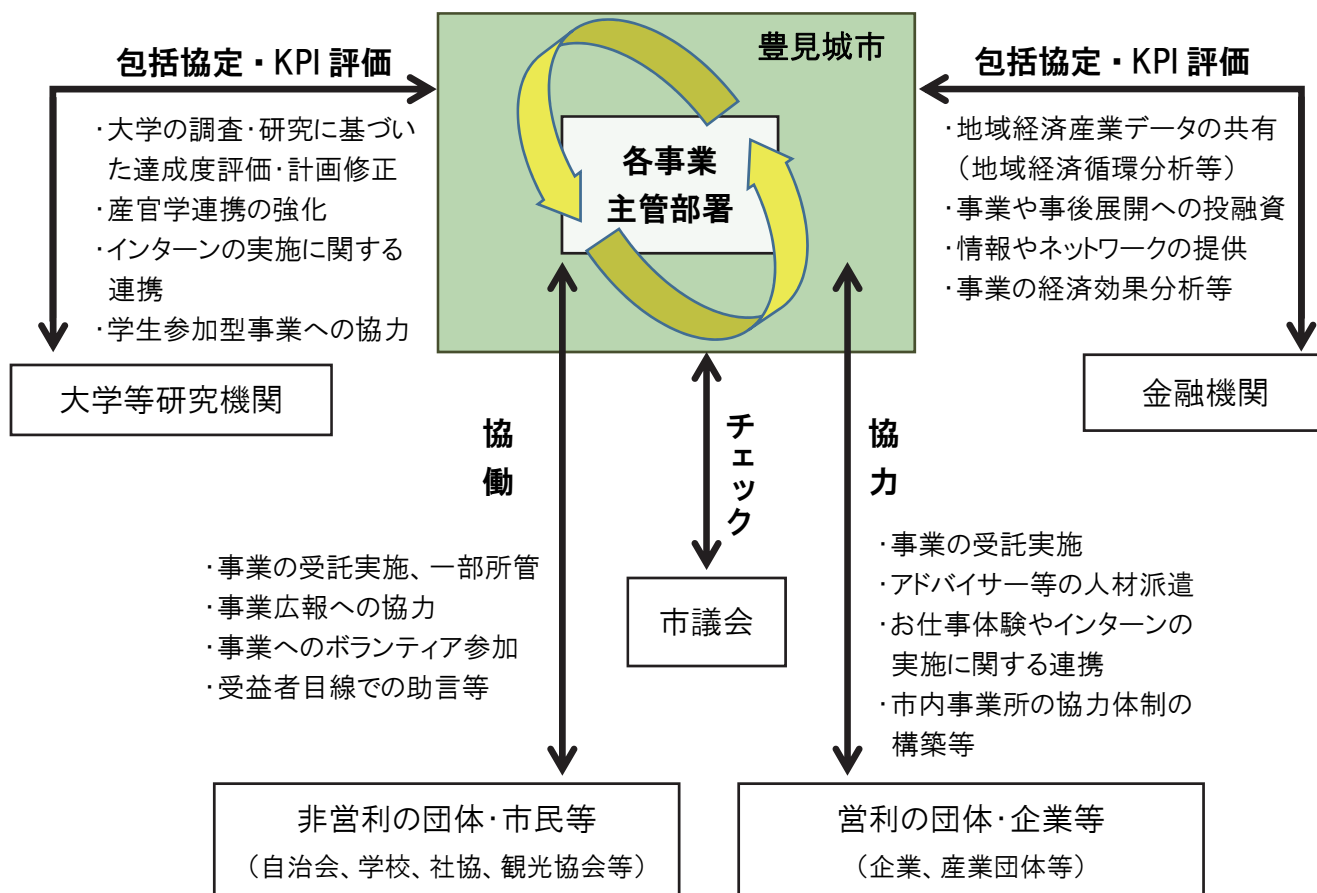 豊見城市
包括協定・KPI 評価
・大学の調査・研究に基づい
た達成度評価・計画修正
・産官学連携の強化
・インターンの実施に関する
連携
・学生参加型事業への協力
大学等研究機関
各事業
主管部署
包括協定・KPI 評価
・地域経済産業データの共有
（地域経済循環分析等）
・事業や事後展開への投融資
・情報やネットワークの提供
・事業の経済効果分析等
金融機関
協働
・事業の受託実施、一部所管
・事業広報への協力
・事業へのボランティア参加
・受益者目線での助言等
チェック
市議会
協力
・事業の受託実施
・アドバイサー等の人材派遣
・お仕事体験やインターンの
実施に関する連携
・市内事業所の協力体制の
構築等
非営利の団体・市民等
（自治会、学校、社協、観光協会等）
営利の団体・企業等
（企業、産業団体等）